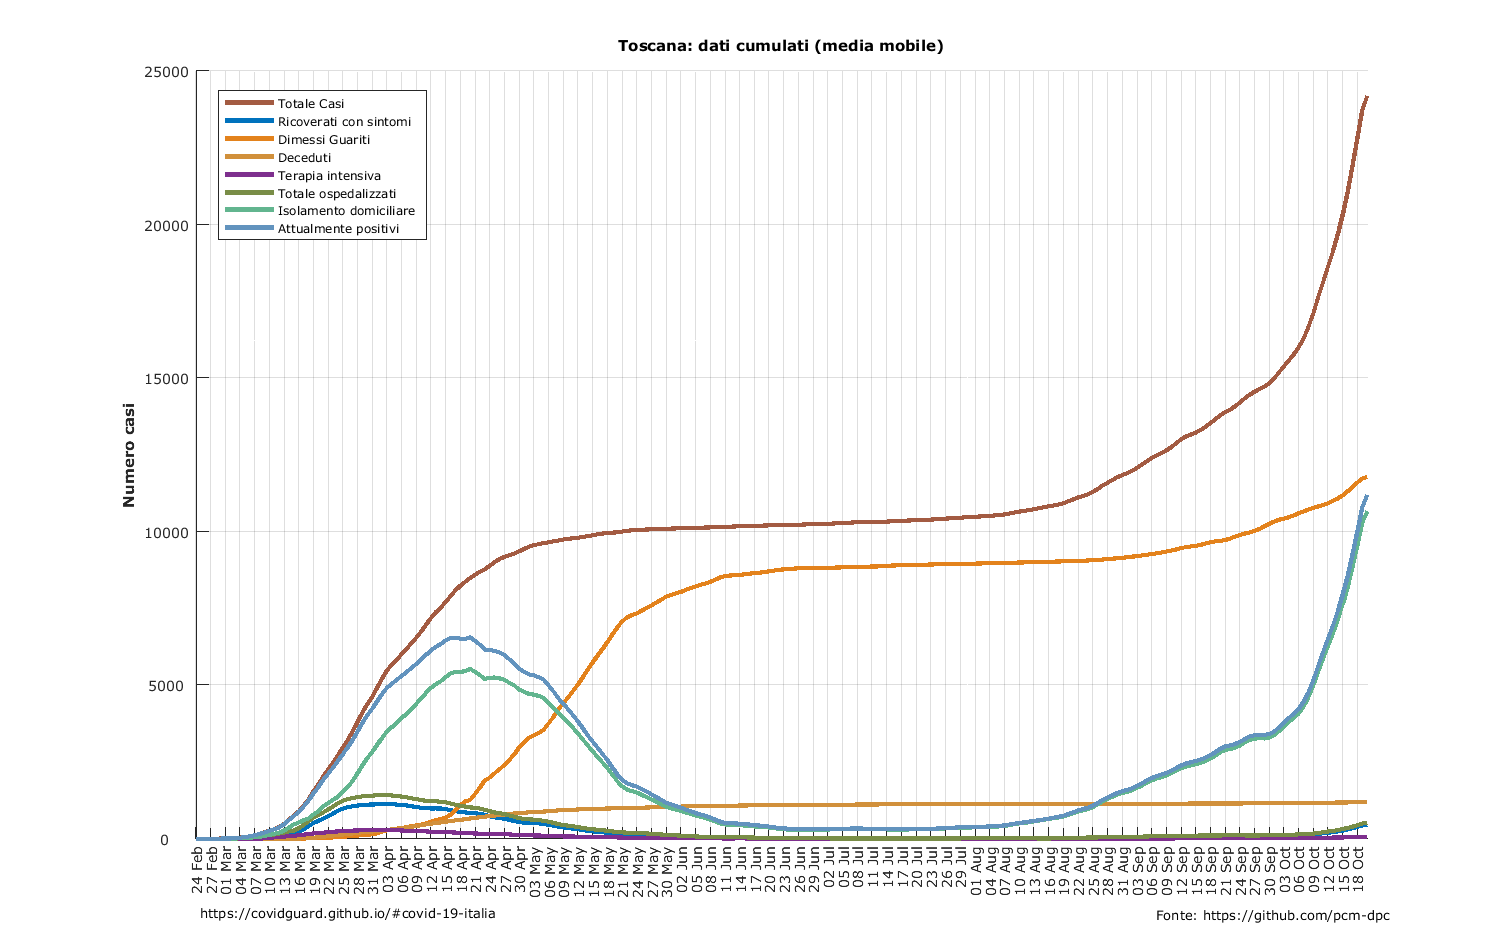 Toscana: dati cumulati (media mobile)
25000
20000
15000
10000
5000
0
Numero casi
Totale Casi
Ricoverati con sintomi
Dimessi Guariti
Deceduti
Terapia intensiva
Totale ospedalizzati
Isolamento domiciliare
Attualmente positivi
24 Feb
27 Feb
01 Mar
04 Mar
07 Mar
10 Mar
13 Mar
16 Mar
19 Mar
22 Mar
25 Mar
28 Mar
31 Mar
03 Apr
06 Apr
09 Apr
12 Apr
15 Apr
18 Apr
21 Apr
24 Apr
27 Apr
30 Apr
03 May
06 May
09 May
12 May
15 May
18 May
21 May
24 May
27 May
30 May
02 Jun
05 Jun
08 Jun
11 Jun
14 Jun
17 Jun
20 Jun
23 Jun
26 Jun
29 Jun
02 Jul
05 Jul
08 Jul
11 Jul
14 Jul
17 Jul
20 Jul
23 Jul
26 Jul
29 Jul
01 Aug
04 Aug
07 Aug
10 Aug
13 Aug
16 Aug
19 Aug
22 Aug
25 Aug
28 Aug
31 Aug
03 Sep
06 Sep
09 Sep
12 Sep
15 Sep
18 Sep
21 Sep
24 Sep
27 Sep
30 Sep
03 Oct
06 Oct
09 Oct
12 Oct
15 Oct
18 Oct
https://covidguard.github.io/#covid-19-italia
Fonte: https://github.com/pcm-dpc